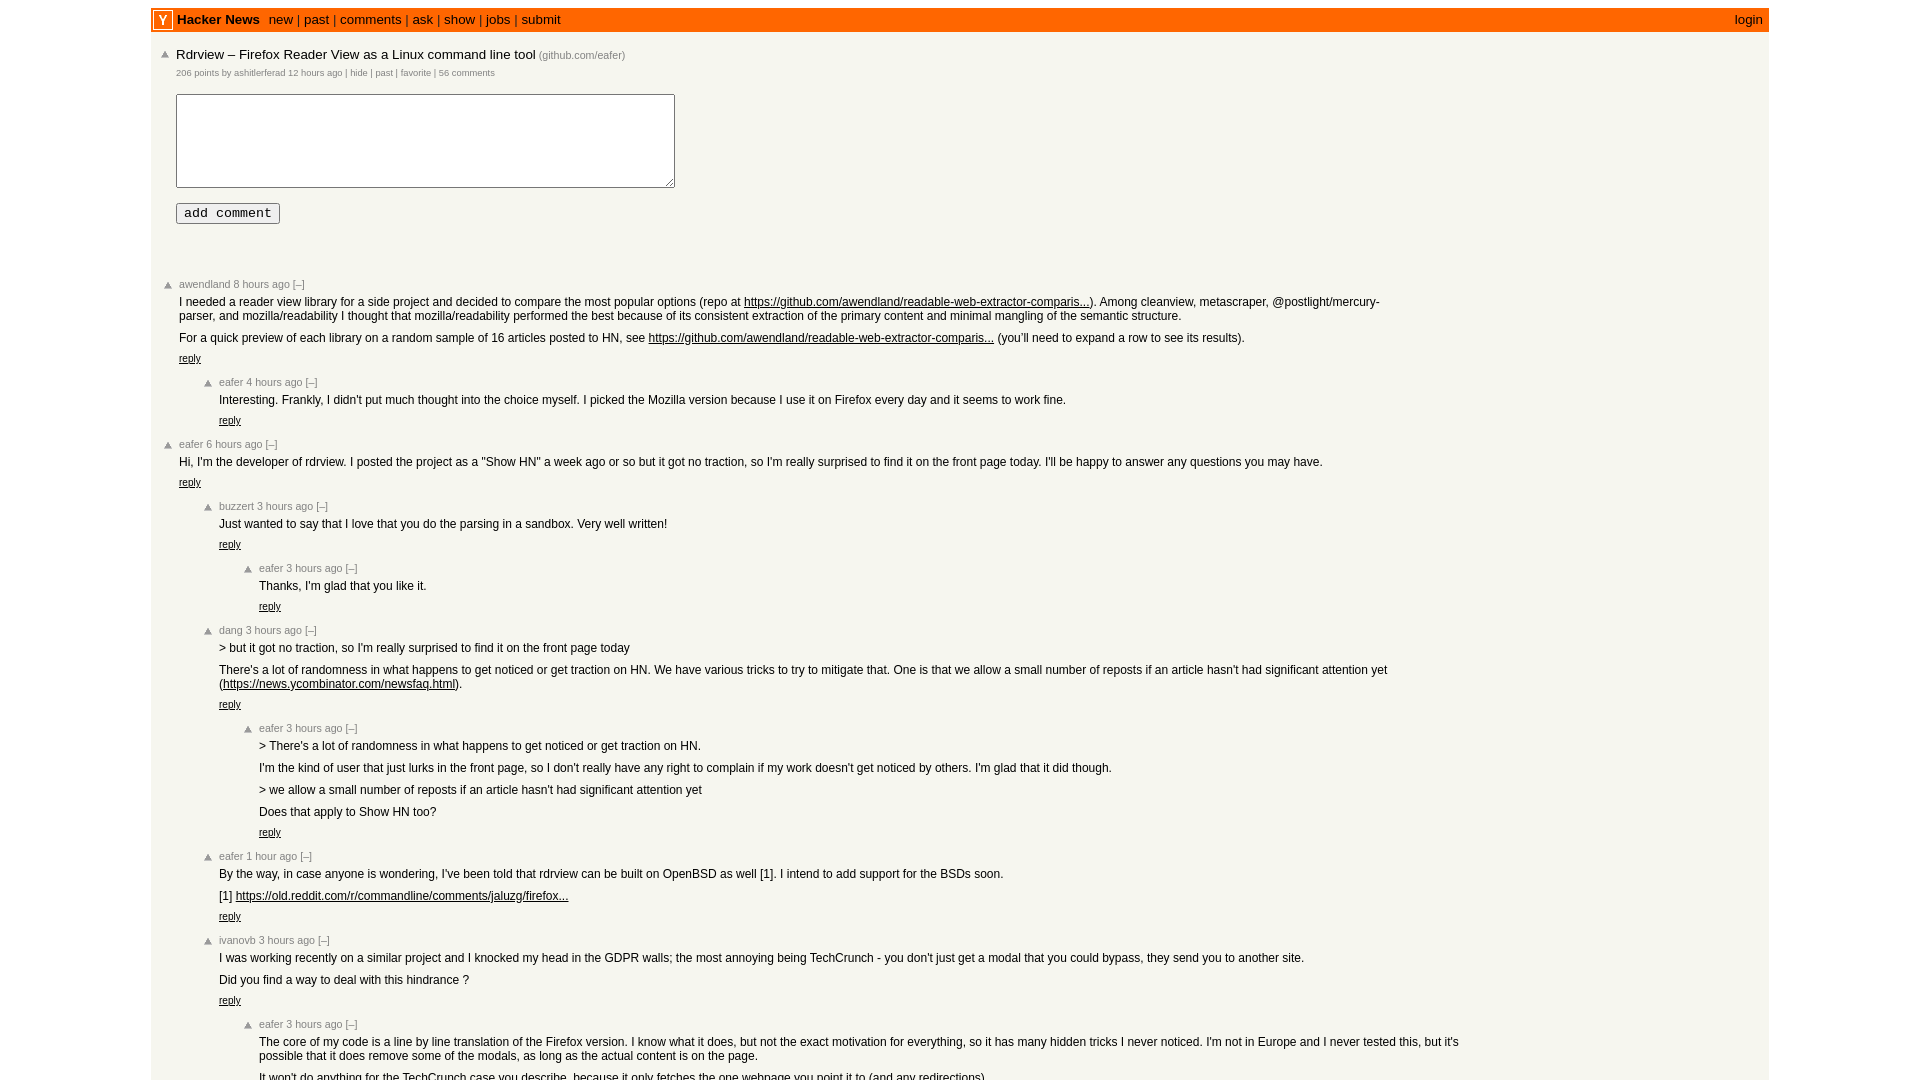 Y Hacker News new | past | comments | ask | show | jobs | submit login
Rdrview – Firefox Reader View as a Linux command line tool (github.com/eafer)
206 points by ashitlerferad 12 hours ago | hide | past | favorite | 56 comments
add comment
awendland 8 hours ago [–]
I needed a reader view library for a side project and decided to compare the most popular options (repo at https://github.com/awendland/readable-web-extractor-comparis...). Among cleanview, metascraper, @postlight/mercury-
parser, and mozilla/readability I thought that mozilla/readability performed the best because of its consistent extraction of the primary content and minimal mangling of the semantic structure.
For a quick preview of each library on a random sample of 16 articles posted to HN, see https://github.com/awendland/readable-web-extractor-comparis... (you’ll need to expand a row to see its results).
reply
eafer 4 hours ago [–]
Interesting. Frankly, I didn't put much thought into the choice myself. I picked the Mozilla version because I use it on Firefox every day and it seems to work fine.
reply
eafer 6 hours ago [–]
Hi, I'm the developer of rdrview. I posted the project as a "Show HN" a week ago or so but it got no traction, so I'm really surprised to find it on the front page today. I'll be happy to answer any questions you may have.
reply
buzzert 3 hours ago [–]
Just wanted to say that I love that you do the parsing in a sandbox. Very well written!
reply
eafer 3 hours ago [–]
Thanks, I'm glad that you like it.
reply
dang 3 hours ago [–]
> but it got no traction, so I'm really surprised to find it on the front page today
There's a lot of randomness in what happens to get noticed or get traction on HN. We have various tricks to try to mitigate that. One is that we allow a small number of reposts if an article hasn't had significant attention yet
(https://news.ycombinator.com/newsfaq.html).
reply
eafer 3 hours ago [–]
> There's a lot of randomness in what happens to get noticed or get traction on HN.
I'm the kind of user that just lurks in the front page, so I don't really have any right to complain if my work doesn't get noticed by others. I'm glad that it did though.
> we allow a small number of reposts if an article hasn't had significant attention yet
Does that apply to Show HN too?
reply
eafer 1 hour ago [–]
By the way, in case anyone is wondering, I've been told that rdrview can be built on OpenBSD as well [1]. I intend to add support for the BSDs soon.
[1] https://old.reddit.com/r/commandline/comments/jaluzg/firefox...
reply
ivanovb 3 hours ago [–]
I was working recently on a similar project and I knocked my head in the GDPR walls; the most annoying being TechCrunch - you don't just get a modal that you could bypass, they send you to another site.
Did you find a way to deal with this hindrance ?
reply
eafer 3 hours ago [–]
The core of my code is a line by line translation of the Firefox version. I know what it does, but not the exact motivation for everything, so it has many hidden tricks I never noticed. I'm not in Europe and I never tested this, but it's
possible that it does remove some of the modals, as long as the actual content is on the page.
It won't do anything for the TechCrunch case you describe, because it only fetches the one webpage you point it to (and any redirections).